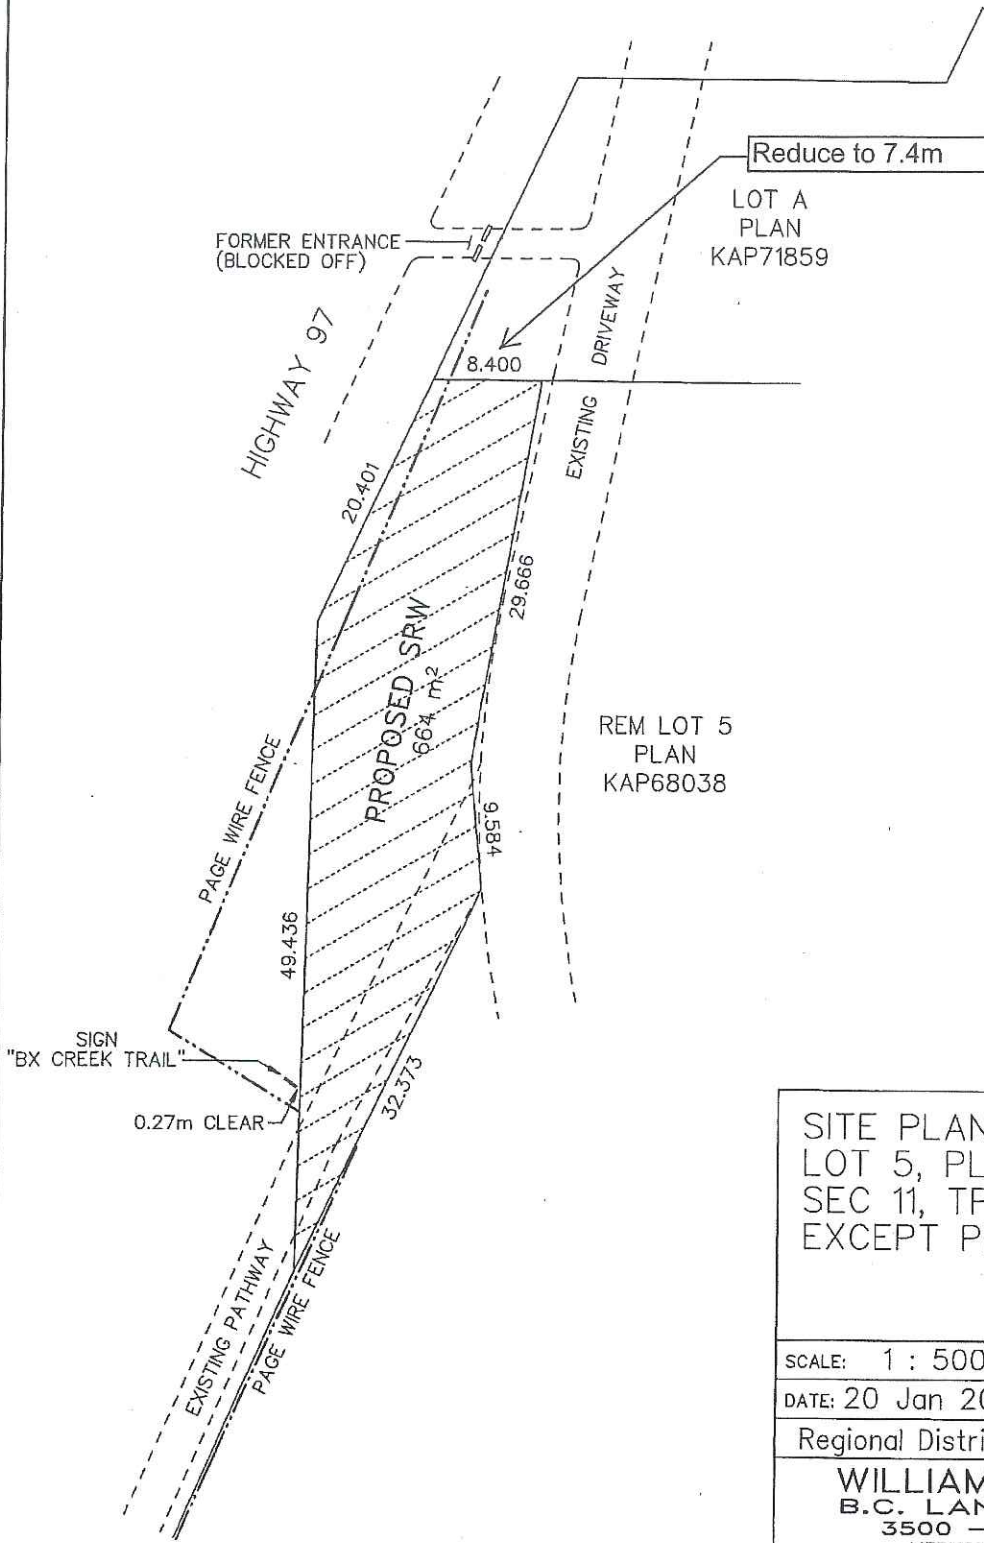 Reduce to 7.4m
LOT A
PLAN
KAP71859
FORMER ENTRANCE
(BLOCKED OFF)
HIGHWAY 97
EXISTING DRIVEWAY
8.400
20.401
29.666
PROPOSED SRW
664 m²
REM LOT 5
PLAN
KAP68038
PAGE WIRE FENCE
9.584
49.436
SIGN
"BX CREEK TRAIL"
0.27m CLEAR
32.373
EXISTING PATHWAY
PAGE WIRE FENCE
SITE PLAN
LOT 5, PL
SEC 11, TP
EXCEPT P
SCALE: 1 : 500
DATE: 20 Jan 20
Regional Distri
WILLIAM
B.C. LAN
3500 –